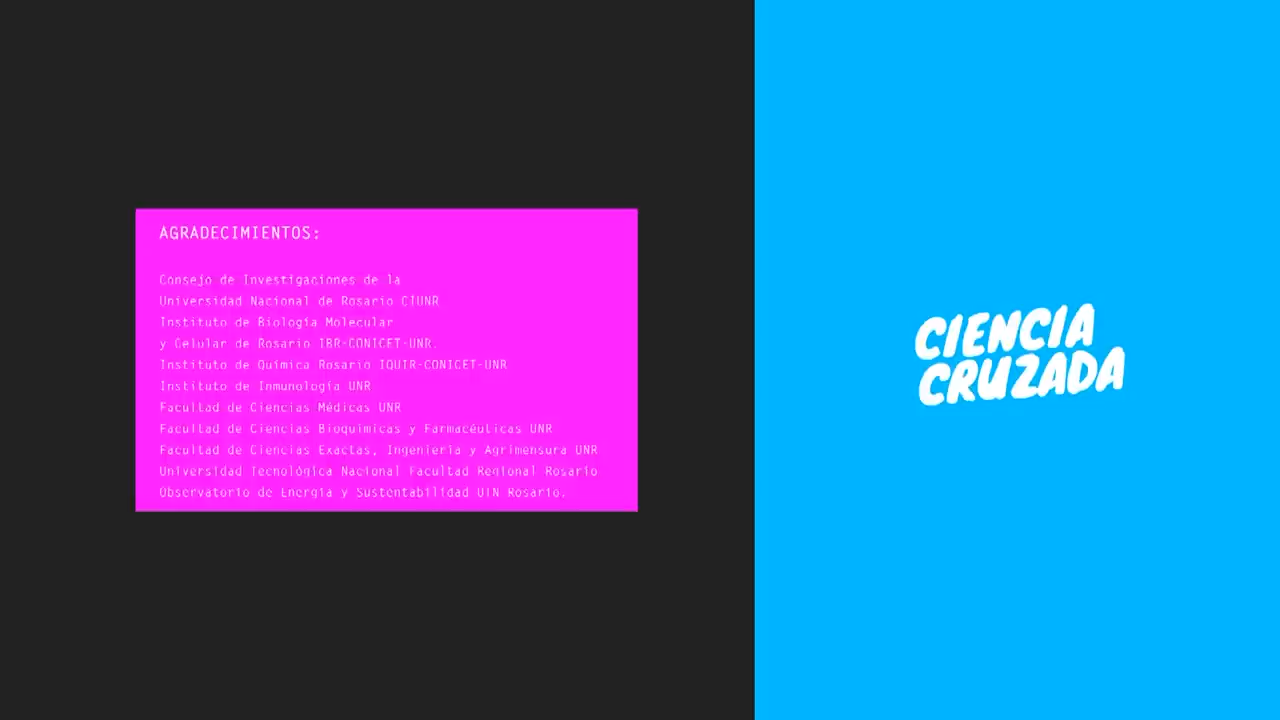 AGRADECIMIENTOS:
Consejo de Investigaciones de la
Universidad Nacional de Rosario CIUNR
Instituto de Biología Molecular
y Celular de Rosario IBR-CONICET-UNR.
Instituto de Química Rosario IQUIR-CONICET-UNR
Instituto de Inmunología UNR
Facultad de Ciencias Médicas UNR
Facultad de Ciencias Bioquímicas y Farmacéuticas UNR
Facultad de Ciencias Exactas, Ingeniería y Agrimensura UNR
Universidad Tecnológica Nacional Facultad Regional Rosario
Observatorio de Energía y Sustentabilidad UTN Rosario.
CIENCIA
CRUZADA